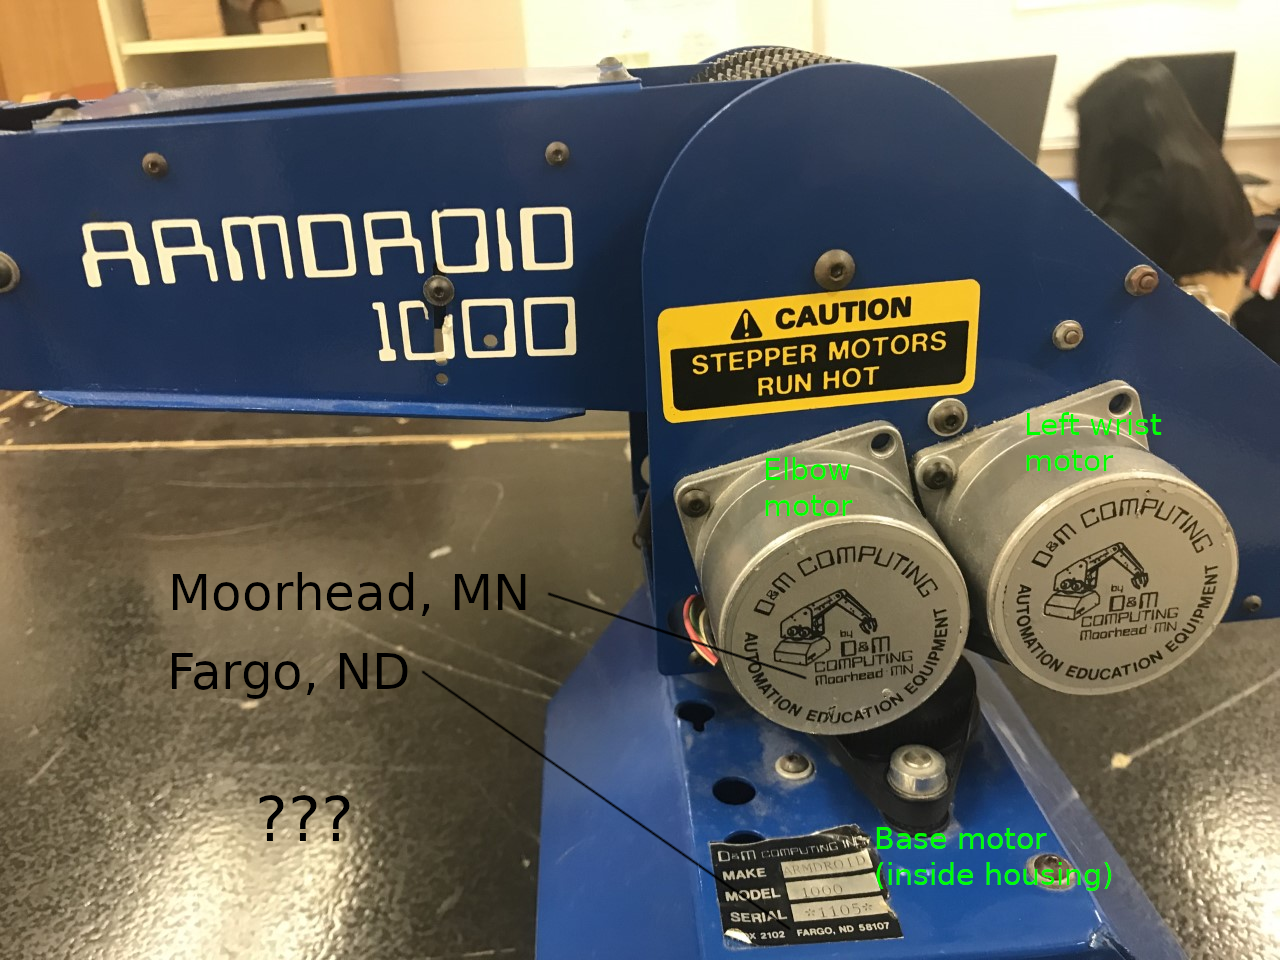 ARMDROID
1000
CAUTION
STEPPER MOTORS
RUN HOT
Left wrist
motor
Elbow
motor
D&M COMPUTING
by
D&M
COMPUTING
Moorhead MN
AUTOMATION EDUCATION EQUIPMENT
D&M COMPUTING
by
D&M
COMPUTING
Moorhead MN
AUTOMATION EDUCATION EQUIPMENT
Moorhead, MN
Fargo, ND
???
Base motor
(inside housing)
D&M COMPUTING INC
MAKE ARMDROID
MODEL 1000
SERIAL *1105*
2102 FARGO, ND 58107